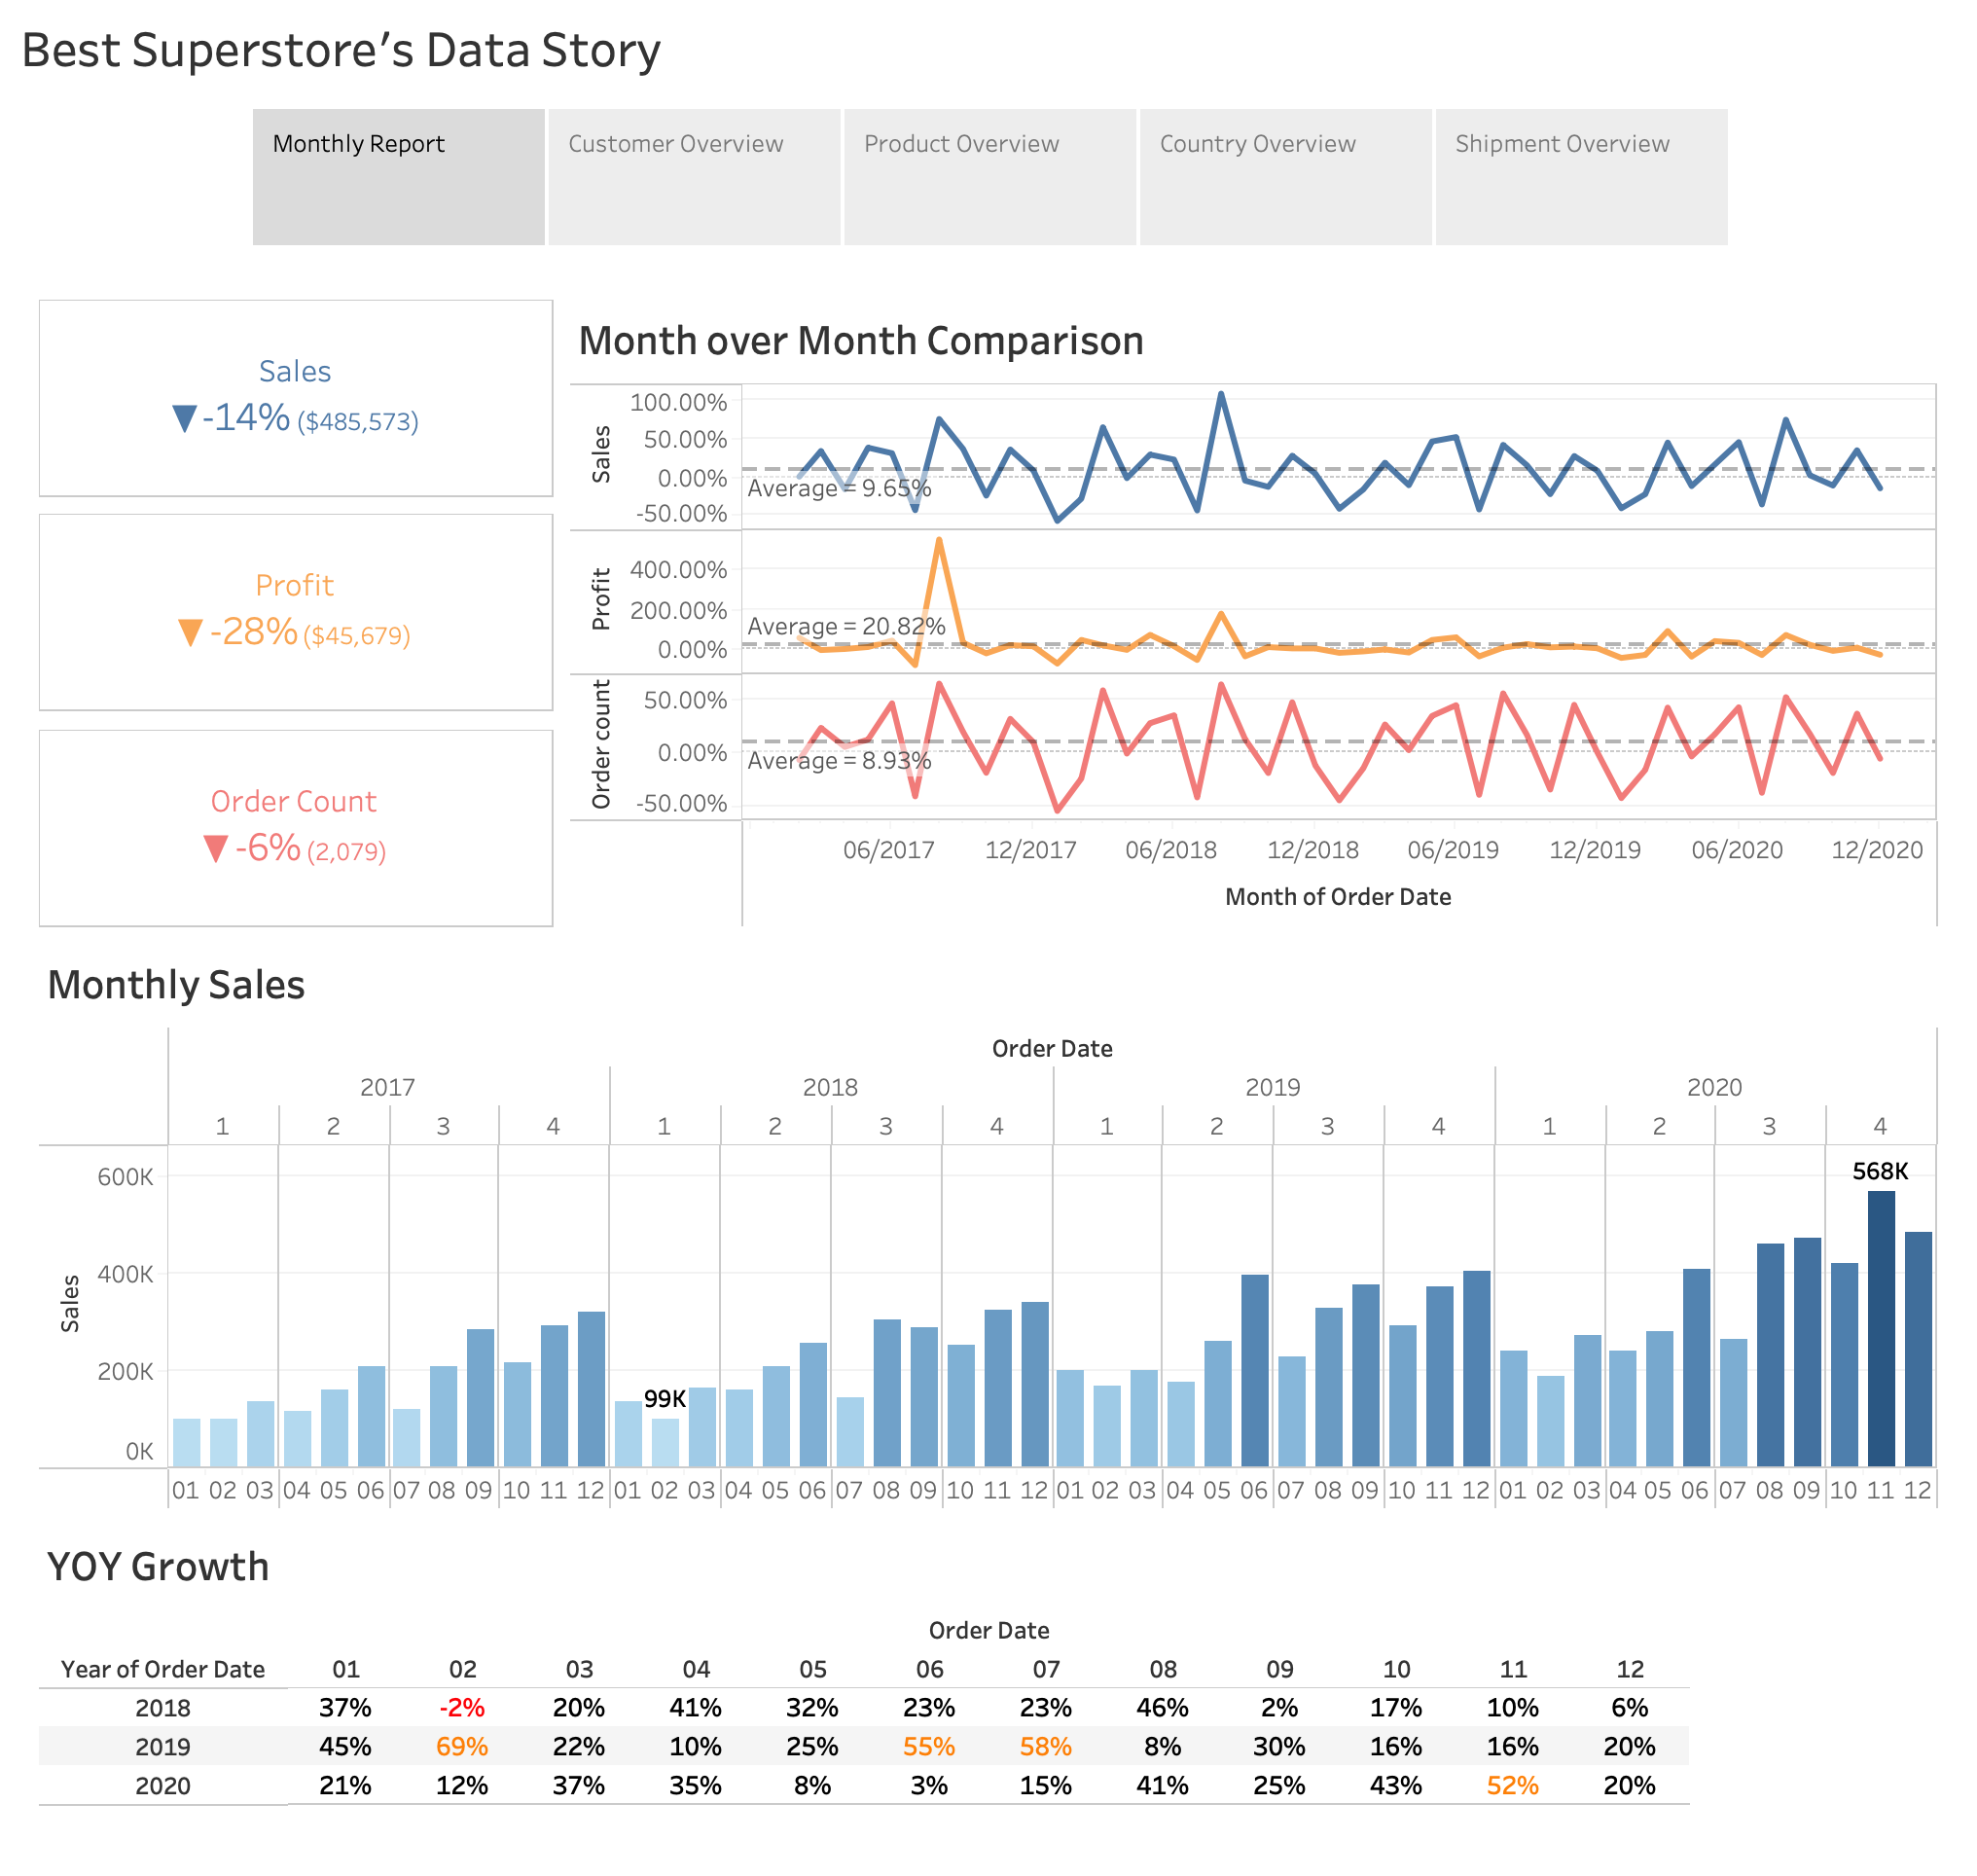 Best Superstore’s Data Story
Monthly Report
Customer Overview
Product Overview
Country Overview
Shipment Overview
Sales
▼-14% ($485,573)
Profit
▼-28% ($45,679)
Order Count
▼-6% (2,079)
Month over Month Comparison
Sales
100.00%
50.00%
0.00%
-50.00%
Average = 9.65%
Profit
400.00%
200.00%
0.00%
Average = 20.82%
Order count
50.00%
0.00%
-50.00%
Average = 8.93%
06/2017 12/2017 06/2018 12/2018 06/2019 12/2019 06/2020 12/2020
Month of Order Date
Monthly Sales
Order Date
2017 2018 2019 2020
1 2 3 4 1 2 3 4 1 2 3 4 1 2 3 4
Sales
600K
400K
200K
0K
568K
99K
01 02 03 04 05 06 07 08 09 10 11 12 01 02 03 04 05 06 07 08 09 10 11 12 01 02 03 04 05 06 07 08 09 10 11 12 01 02 03 04 05 06 07 08 09 10 11 12
YOY Growth
Order Date
Year of Order Date 01 02 03 04 05 06 07 08 09 10 11 12
2018 37% -2% 20% 41% 32% 23% 23% 46% 2% 17% 10% 6%
2019 45% 69% 22% 10% 25% 55% 58% 8% 30% 16% 16% 20%
2020 21% 12% 37% 35% 8% 3% 15% 41% 25% 43% 52% 20%